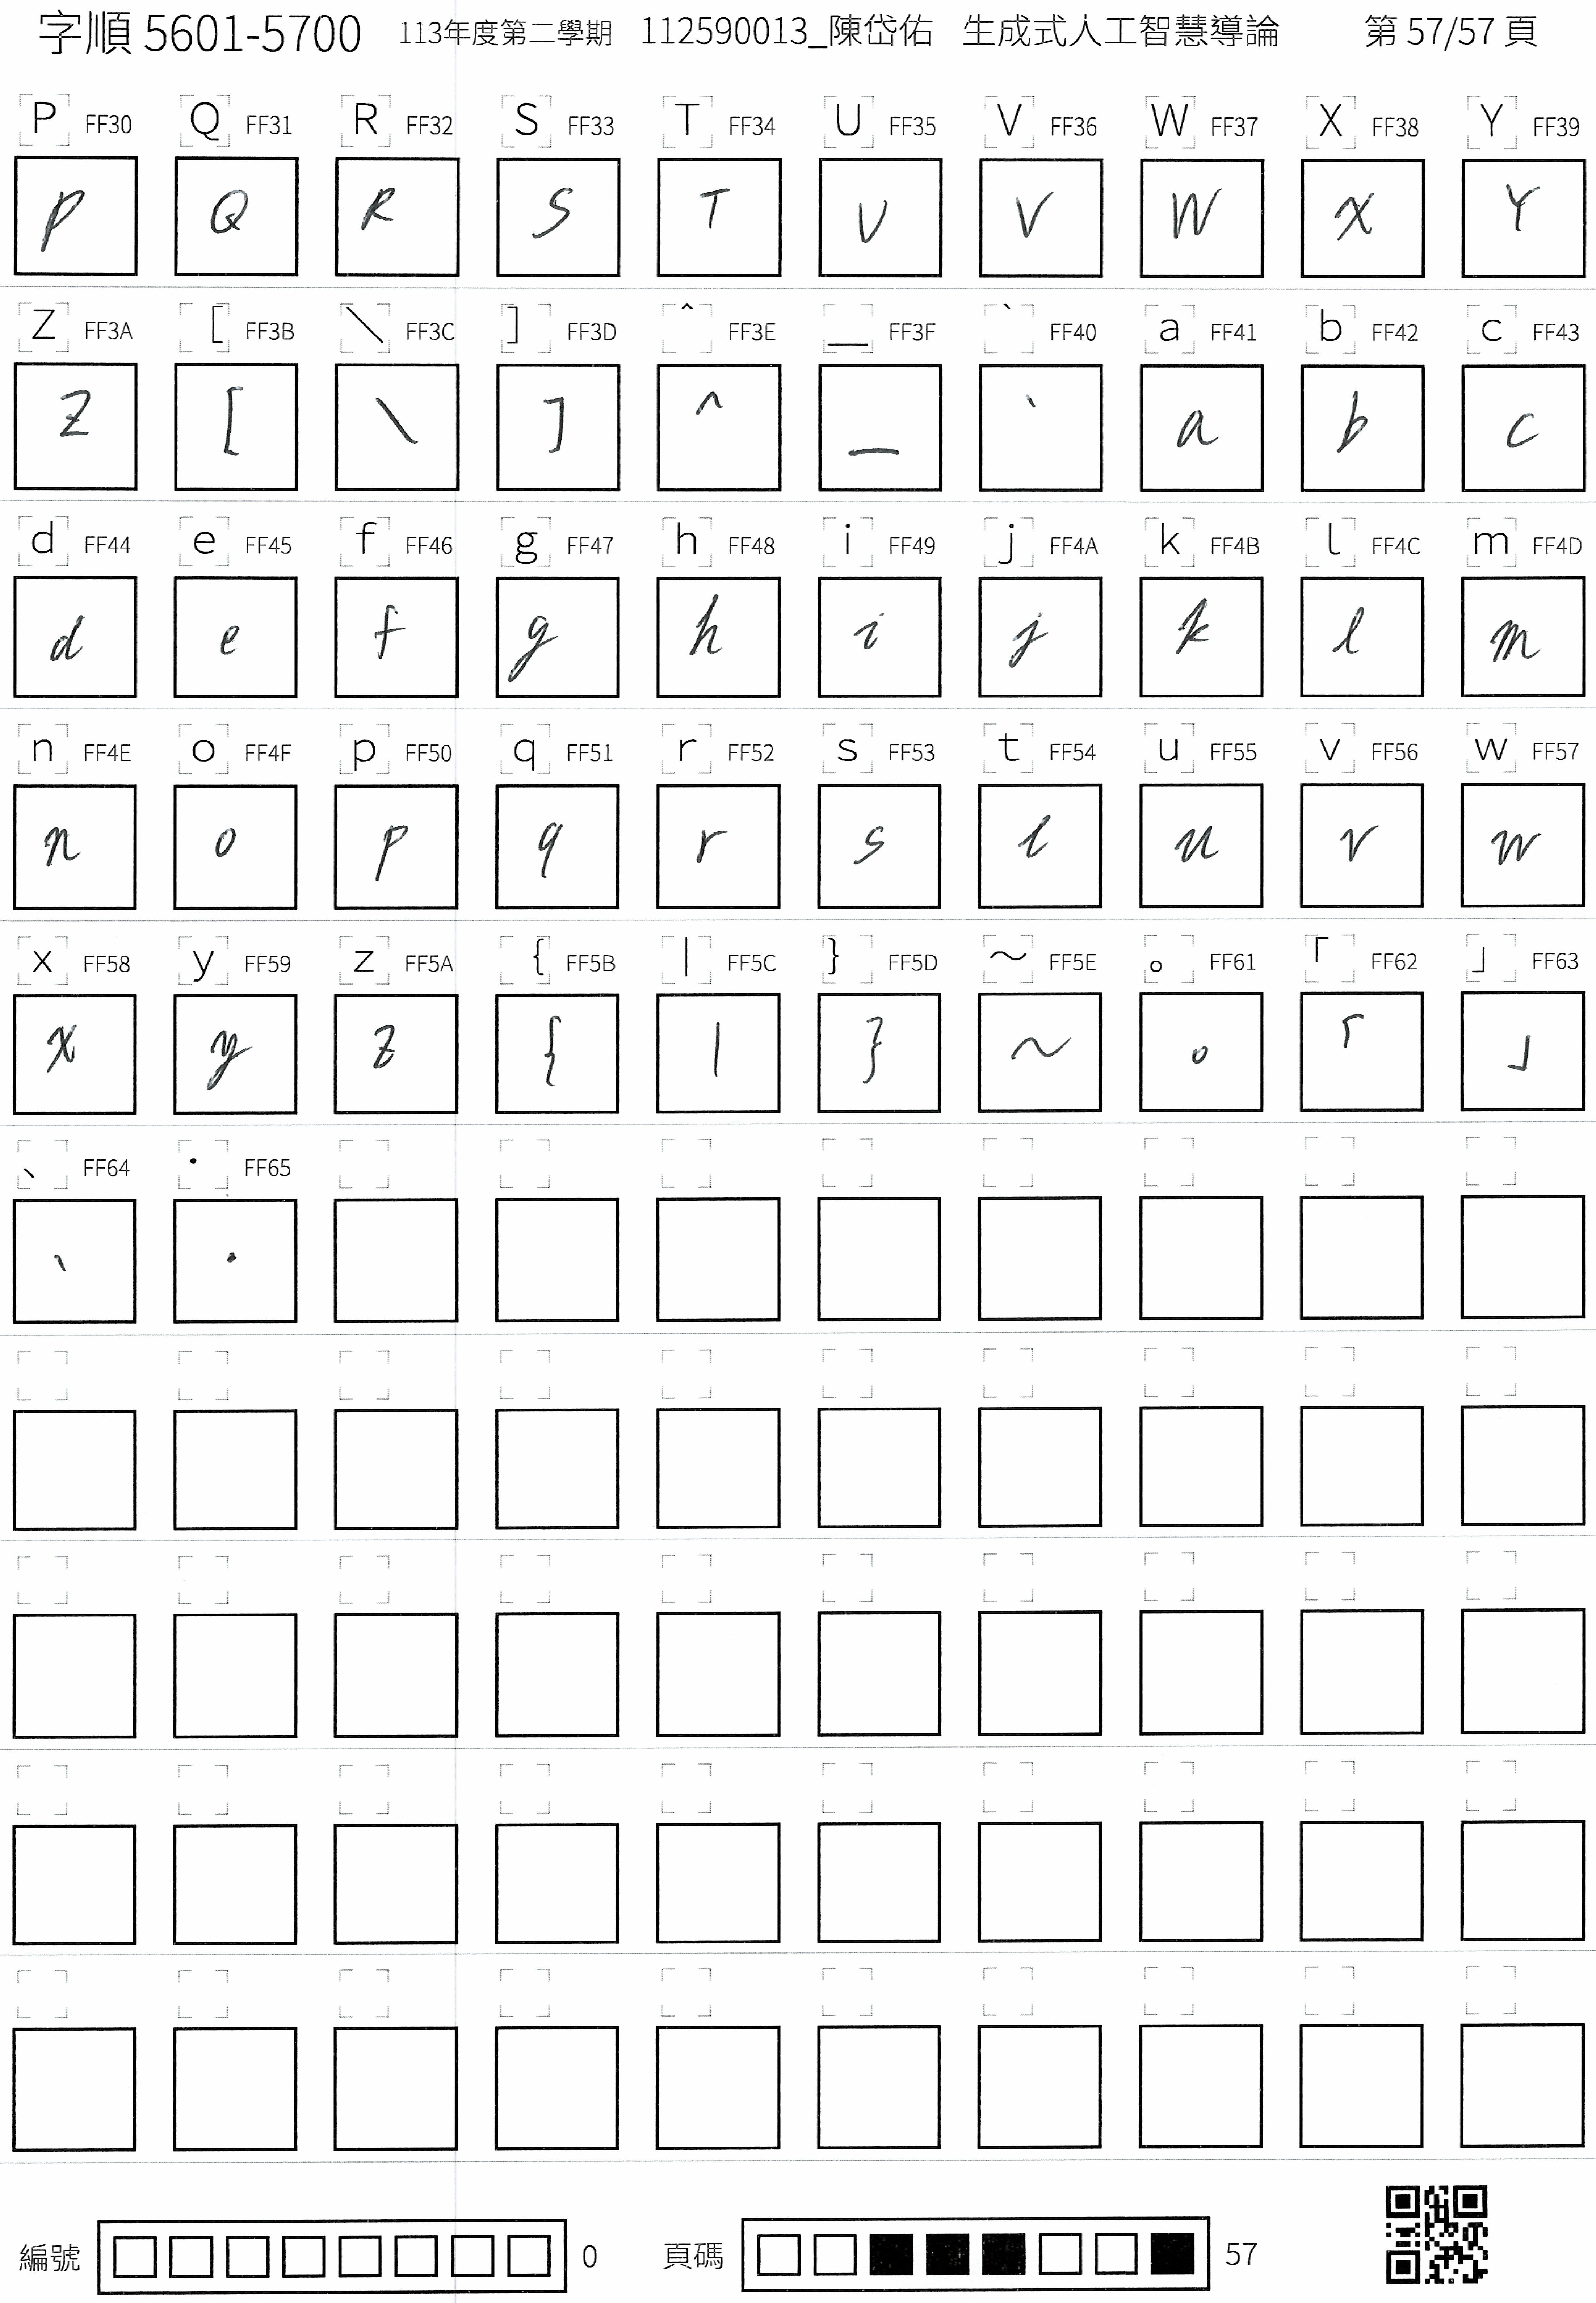 字順 5601-5700 113年度第二學期 112590013_陳岱佑 生成式人工智慧導論 第 57/57 頁
P FF30 Q FF31 R FF32 S FF33 T FF34 U FF35 V FF36 W FF37 X FF38 Y FF39
P Q R S T U V W X Y
Z FF3A [ FF3B \ FF3C ] FF3D ^ FF3E _ FF3F ` FF40 a FF41 b FF42 c FF43
Z [ \ ] ^ _ ` a b c
d FF44 e FF45 f FF46 g FF47 h FF48 i FF49 j FF4A k FF4B l FF4C m FF4D
d e f g h i j k l m
n FF4E o FF4F p FF50 q FF51 r FF52 s FF53 t FF54 u FF55 v FF56 w FF57
n o p q r s t u v w
x FF58 y FF59 z FF5A { FF5B | FF5C } FF5D ~ FF5E 。 FF61 「 FF62 」 FF63
x y z { | } ~ 。 「 」
、 FF64 ・ FF65
、 ・
編號 0 頁碼 57